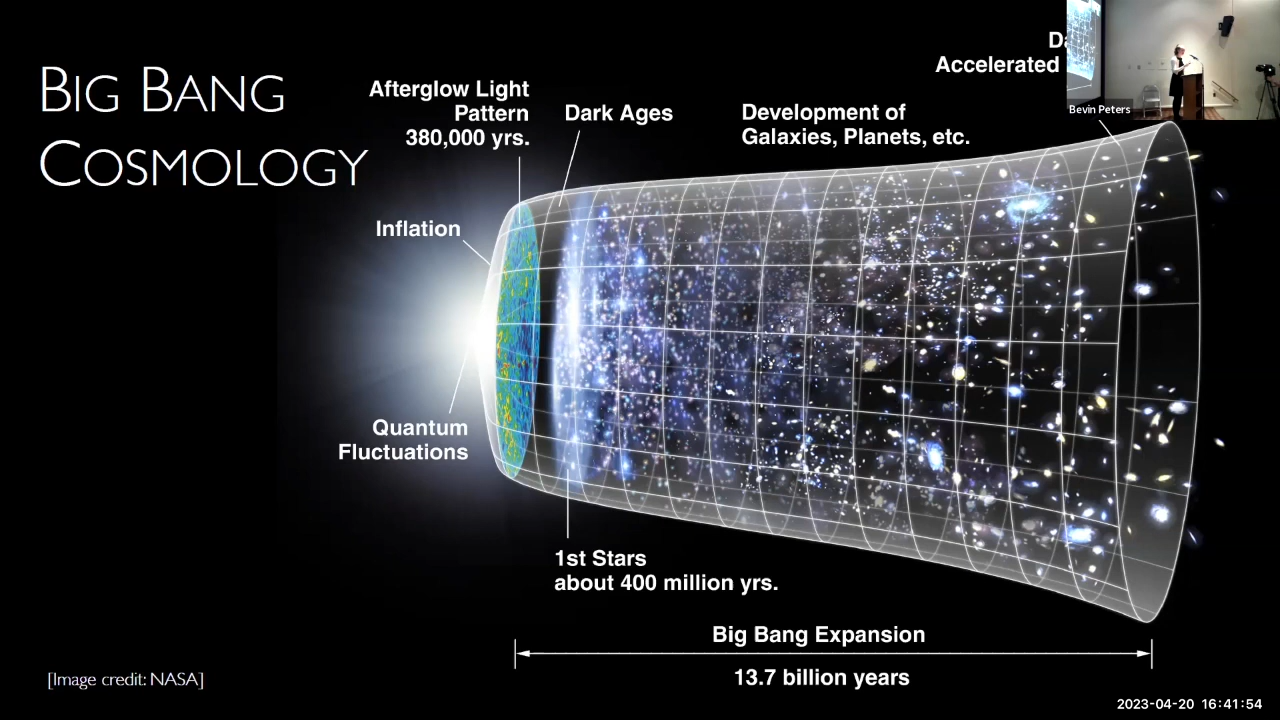 BIG BANG
COSMOLOGY
Afterglow Light
Pattern
380,000 yrs.
Dark Ages
Development of
Galaxies, Planets, etc.
Accelerated
Bevin Peters
Inflation
Quantum
Fluctuations
1st Stars
about 400 million yrs.
Big Bang Expansion
13.7 billion years
[Image credit: NASA]
2023-04-20 16:41:54